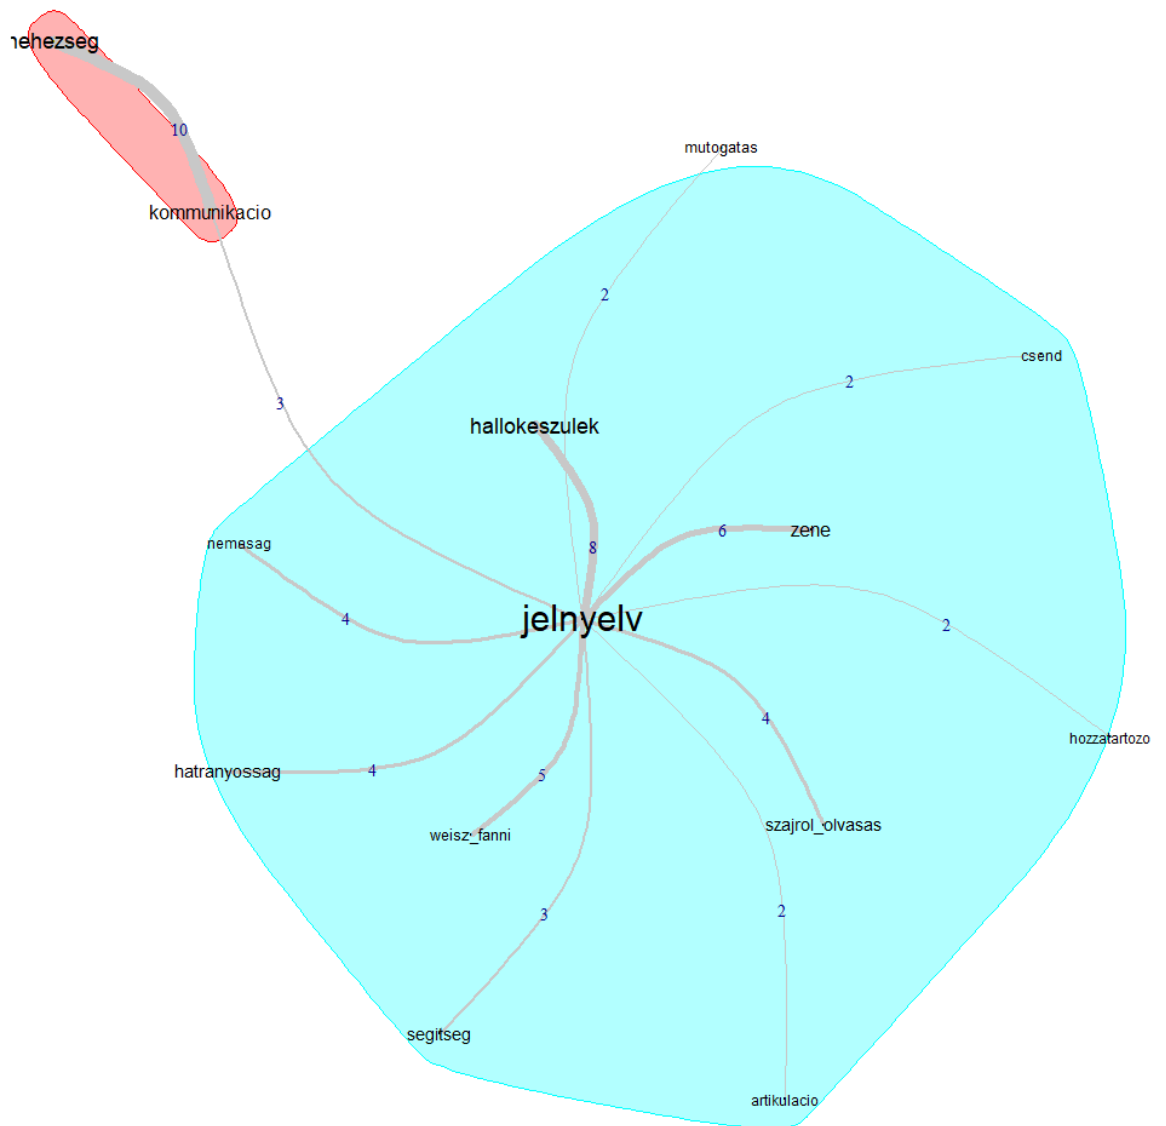 nehezseg
10
kommunikacio
mutogatas
2
csend
2
3
hallokeszulek
6
zene
nemesag
8
4
jelnyelv
2
4
hozzatartozo
hatranyossag
4
5
weisz_fanni
szajrol_olvasas
3
2
segitseg
artikulacio